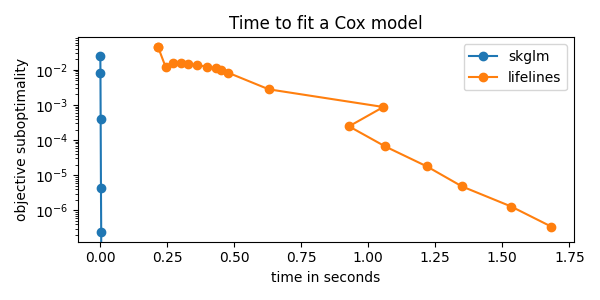 Time to fit a Cox model
skglm
lifelines
objective suboptimality
10⁻²
10⁻³
10⁻⁴
10⁻⁵
10⁻⁶
0.00 0.25 0.50 0.75 1.00 1.25 1.50 1.75
time in seconds